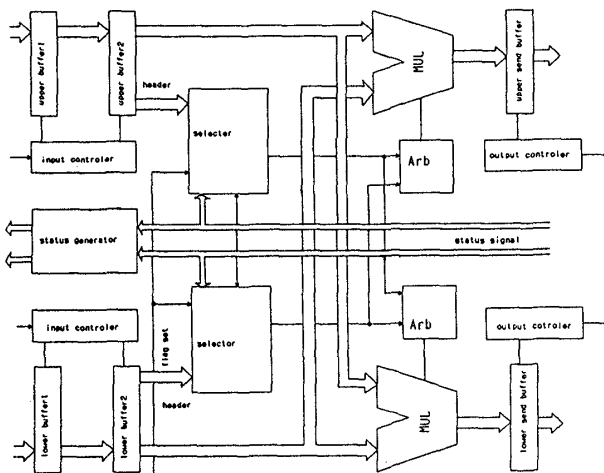 upper buffer1
upper buffer2
header
selecter
MUL
upper send buffer
input controler
Arb
output controler
status generator
status signal
input controler
flag set
selector
Arb
output cotroler
header
lower buffer1
lower buffer2
MUL
lower send buffer